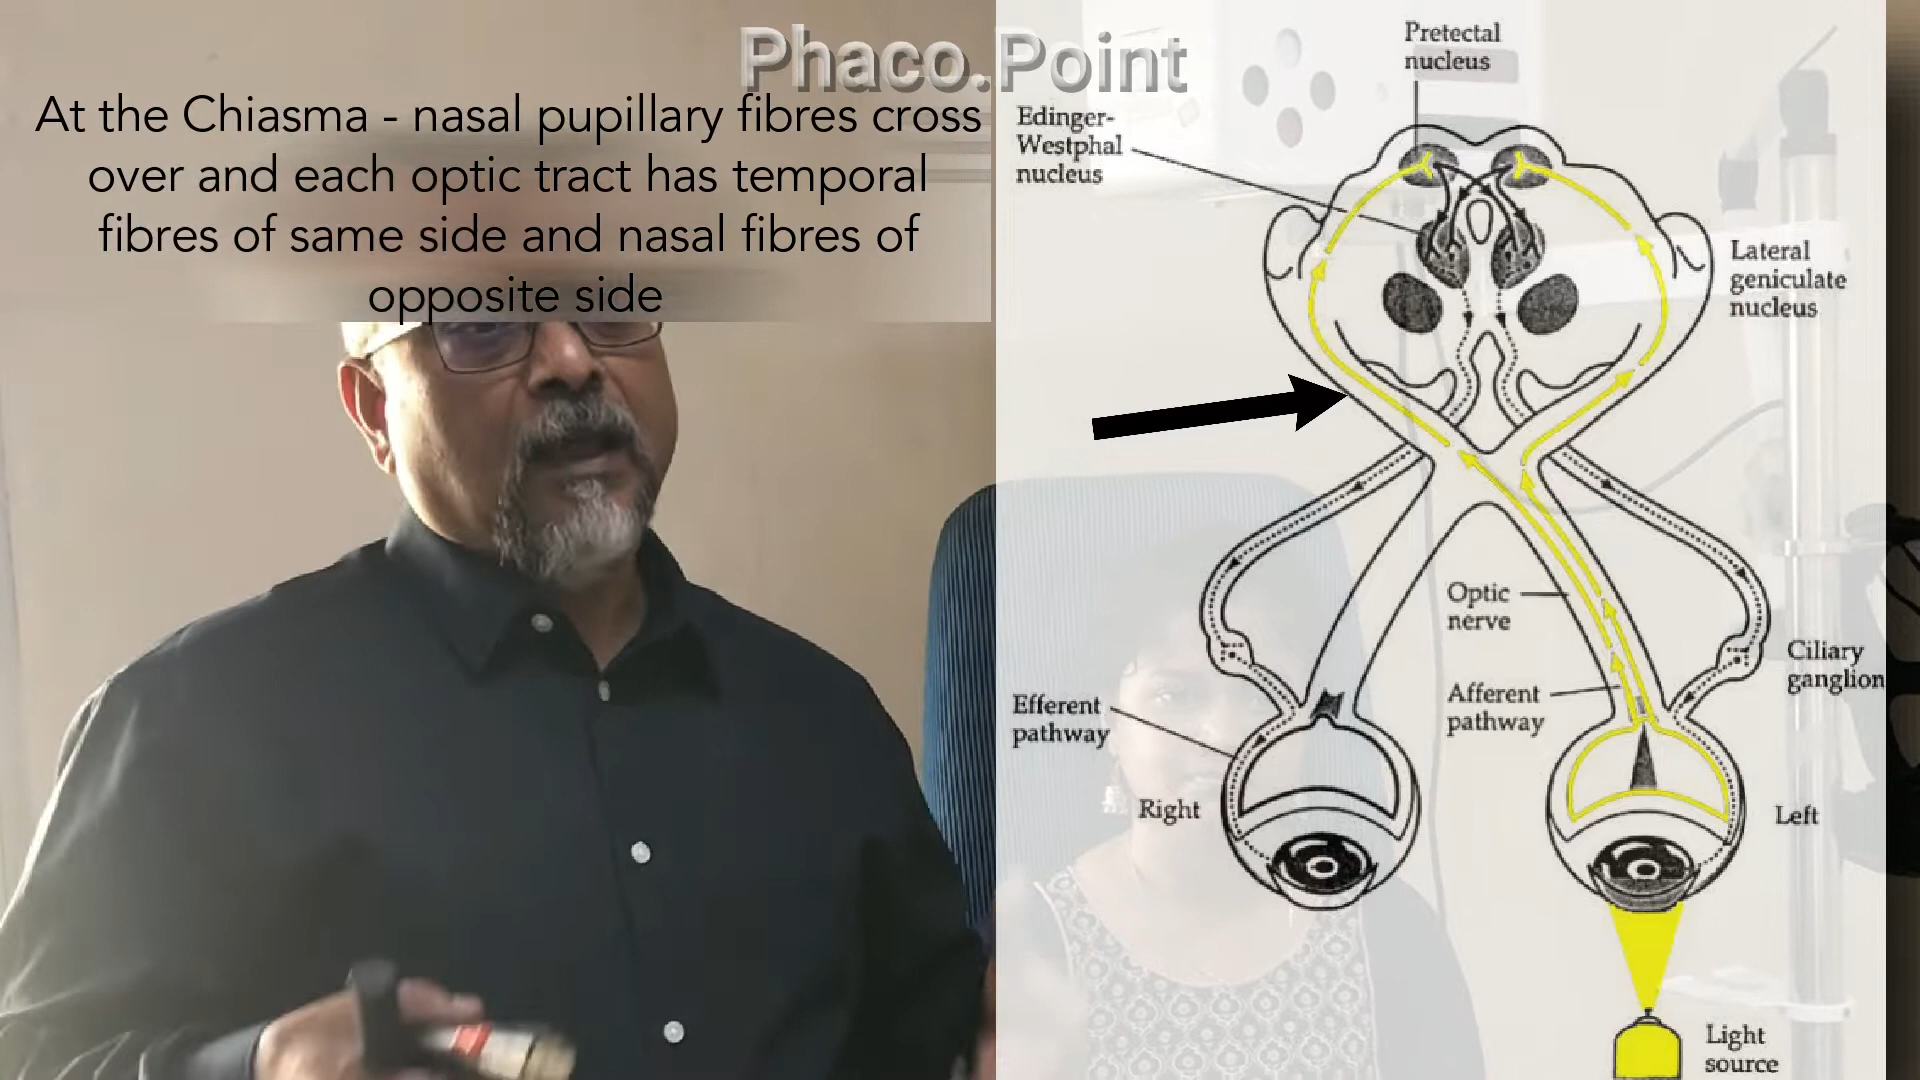 Phaco.Point
At the Chiasma - nasal pupillary fibres cross
over and each optic tract has temporal
fibres of same side and nasal fibres of
opposite side
Pretectal
nucleus
Edinger-
Westphal
nucleus
Lateral
geniculate
nucleus
Optic
nerve
Ciliary
ganglion
Afferent
pathway
Efferent
pathway
Right
Left
Light
source